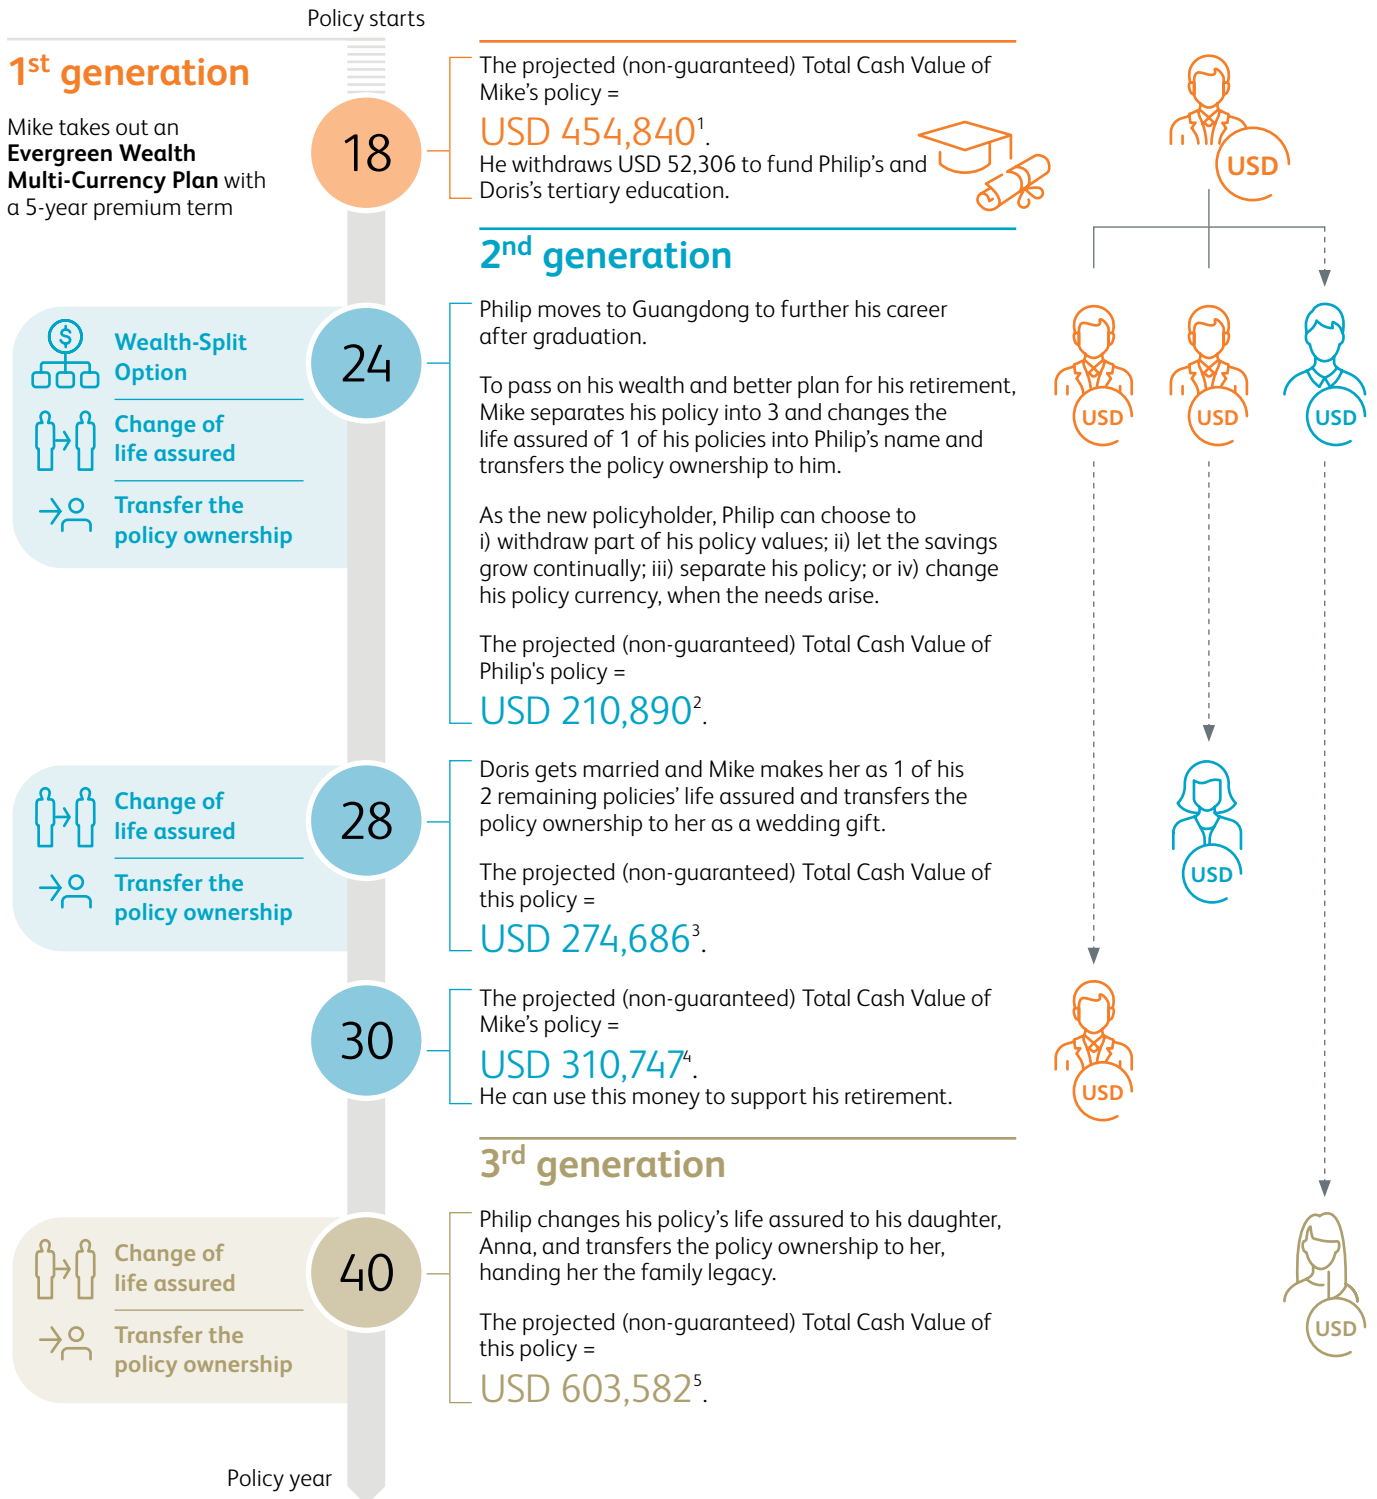 Policy starts
1st generation
Mike takes out an
Evergreen Wealth
Multi-Currency Plan with
a 5-year premium term
18
The projected (non-guaranteed) Total Cash Value of
Mike’s policy =
USD 454,840¹.
He withdraws USD 52,306 to fund Philip’s and
Doris’s tertiary education.
USD
2nd generation
Wealth-Split
Option
Change of
life assured
Transfer the
policy ownership
24
Philip moves to Guangdong to further his career
after graduation.
To pass on his wealth and better plan for his retirement,
Mike separates his policy into 3 and changes the
life assured of 1 of his policies into Philip’s name and
transfers the policy ownership to him.
As the new policyholder, Philip can choose to
i) withdraw part of his policy values; ii) let the savings
grow continually; iii) separate his policy; or iv) change
his policy currency, when the needs arise.
The projected (non-guaranteed) Total Cash Value of
Philip's policy =
USD 210,890².
USD
USD
USD
Change of
life assured
Transfer the
policy ownership
28
Doris gets married and Mike makes her as 1 of his
2 remaining policies’ life assured and transfers the
policy ownership to her as a wedding gift.
The projected (non-guaranteed) Total Cash Value of
this policy =
USD 274,686³.
USD
30
The projected (non-guaranteed) Total Cash Value of
Mike’s policy =
USD 310,747⁴.
He can use this money to support his retirement.
USD
3rd generation
Change of
life assured
Transfer the
policy ownership
40
Philip changes his policy’s life assured to his daughter,
Anna, and transfers the policy ownership to her,
handing her the family legacy.
The projected (non-guaranteed) Total Cash Value of
this policy =
USD 603,582⁵.
USD
Policy year